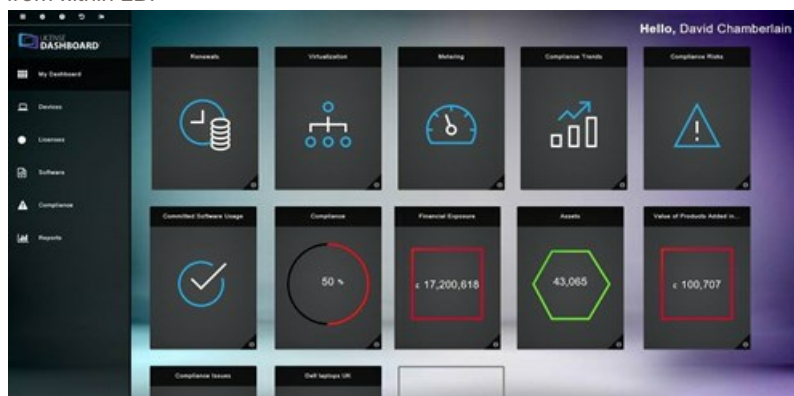 Hello, David Chamberlain
LICENSE
DASHBOARD
My Dashboard
Devices
Licenses
Software
Compliance
Reports
Renewals
Virtualization
Metering
Compliance Trends
Compliance Risks
Committed Software Usage
Compliance
Financial Exposure
Assets
Value of Products Added in...
50 %
£ 17,200,618
43,065
£ 100,707
Compliance Issues
Dell laptops UK